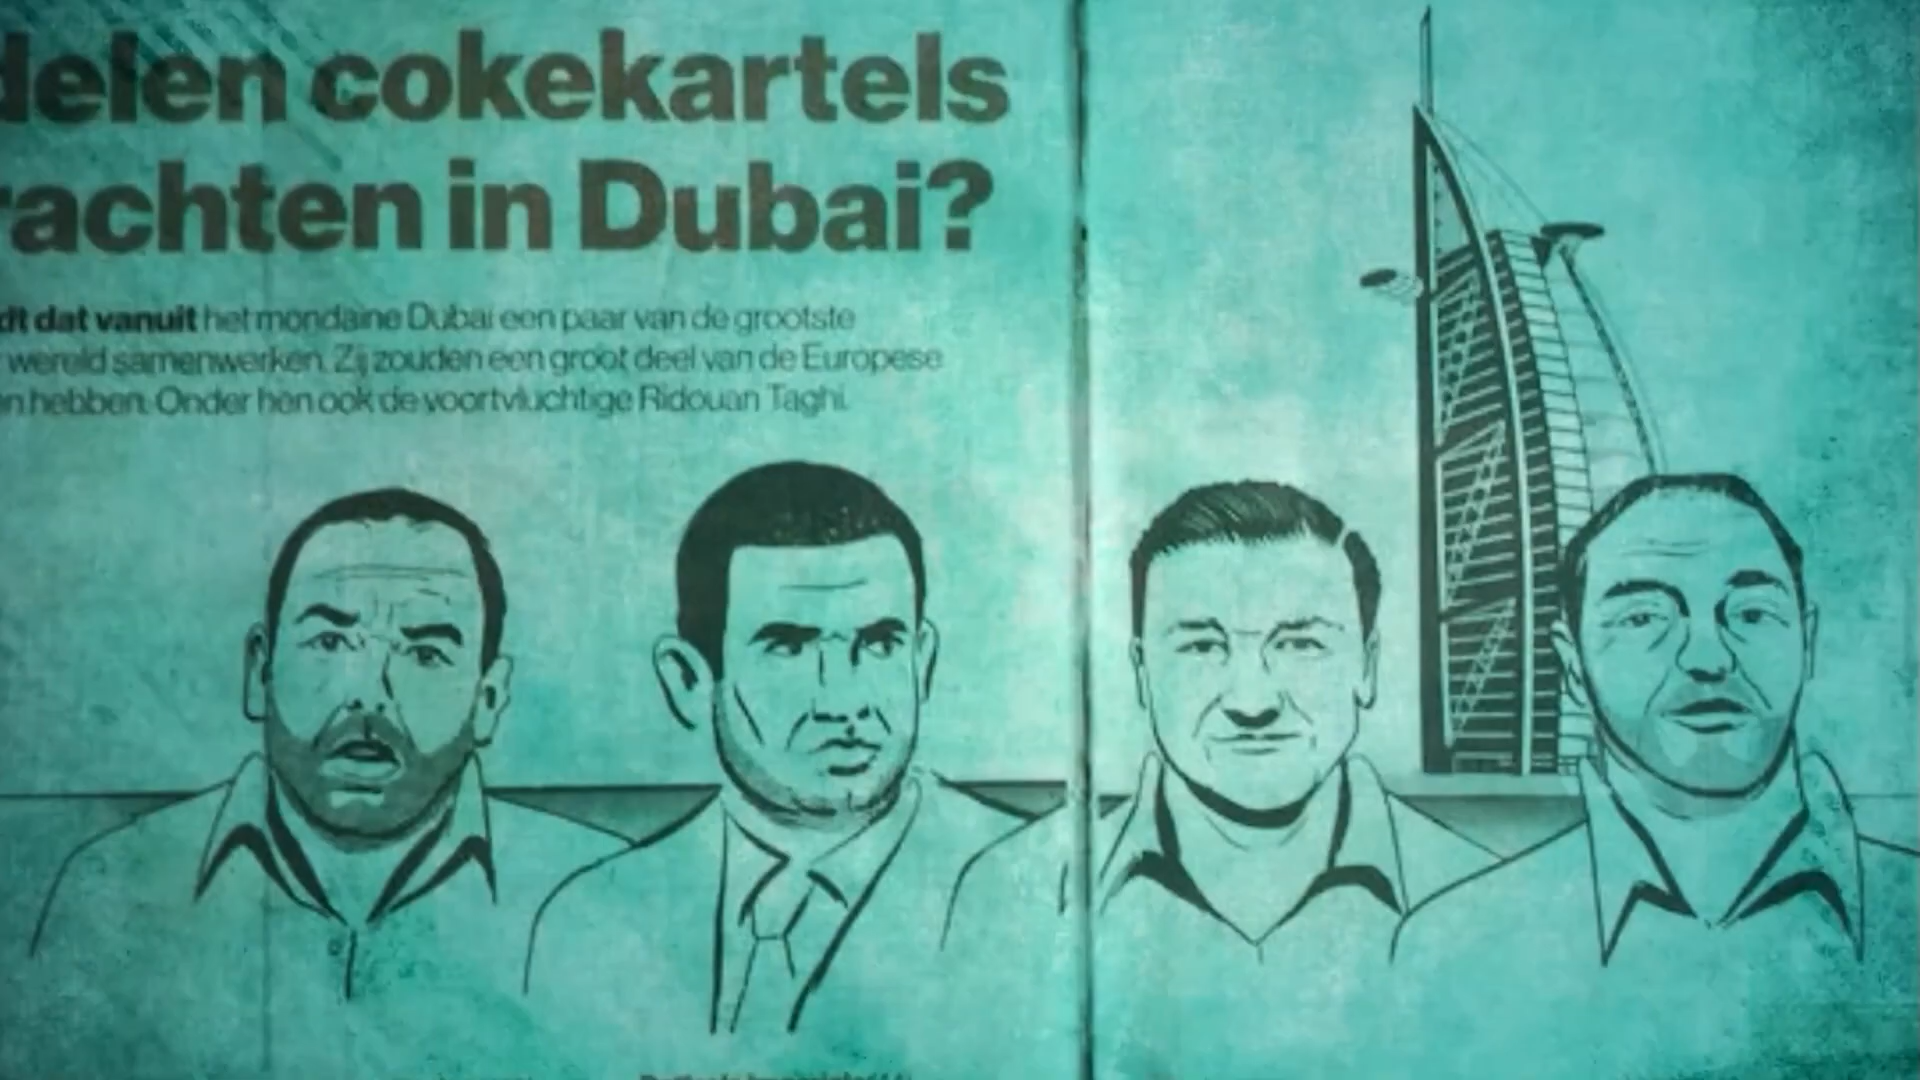 delen cokekartels
rachten in Dubai?
dt dat vanuit het mondaine Dubai een paar van de grootste
wereld samenwerken. Zij zouden een groot deel van de Europese
n hebben. Onder hen ook de voortvluchtige Ridouan Taghi.